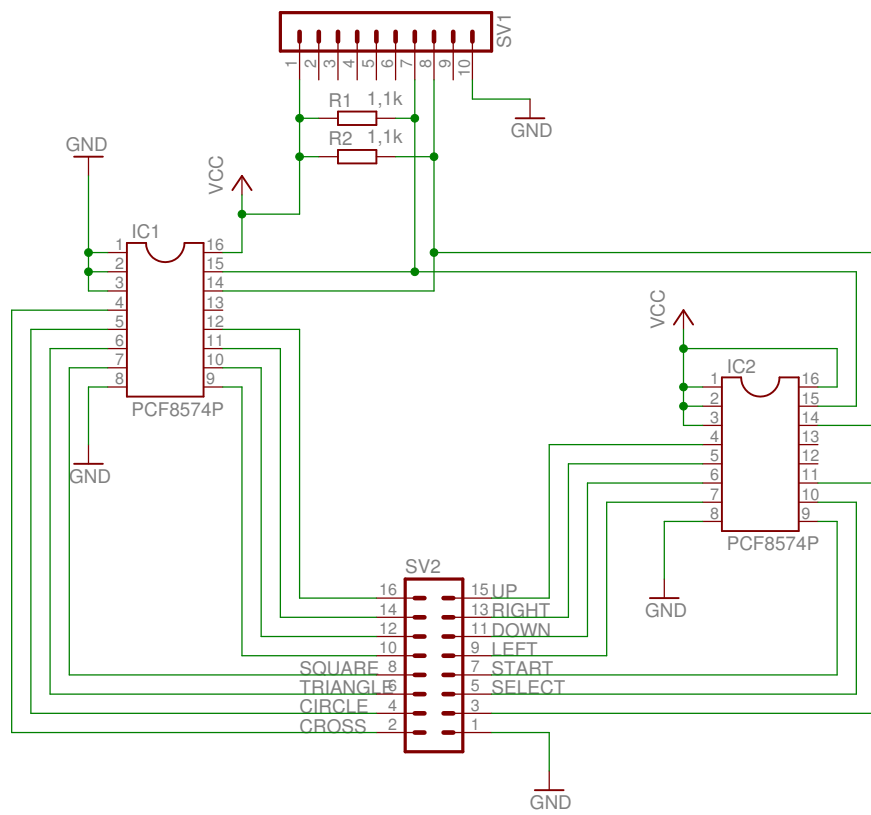 SV1
1 2 3 4 5 6 7 8 9 10
R1 1,1k
R2 1,1k
GND
GND
VCC
IC1
1 16
2 15
3 14
4 13
5 12
6 11
7 10
8 9
PCF8574P
GND
VCC
IC2
1 16
2 15
3 14
4 13
5 12
6 11
7 10
8 9
PCF8574P
GND
SV2
16 15 UP
14 13 RIGHT
12 11 DOWN
10 9 LEFT
SQUARE 8 7 START
TRIANGLE 6 5 SELECT
CIRCLE 4 3
CROSS 2 1
GND